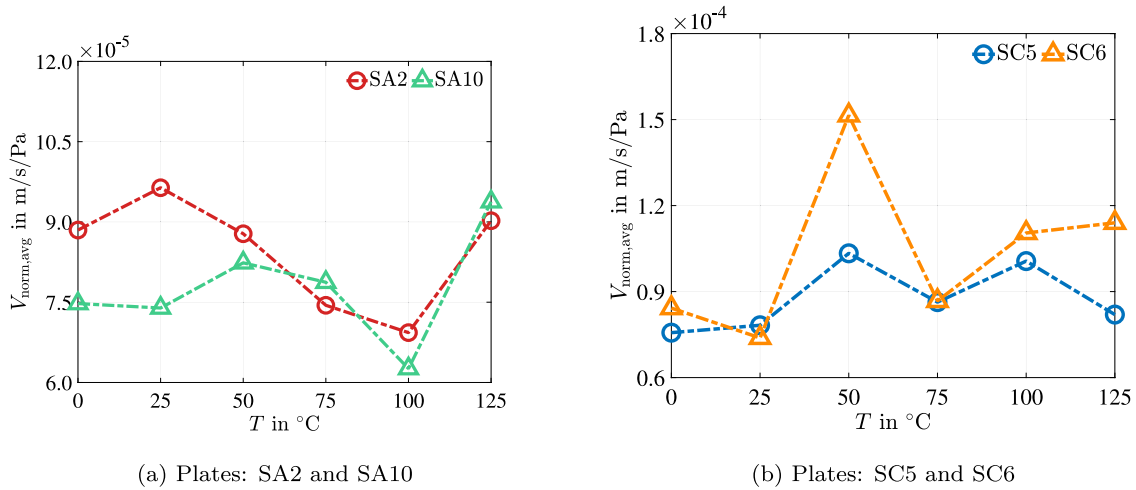 ×10⁻⁵
12.0
10.5
9.0
7.5
6.0
V_norm,avg in m/s/Pa
SA2 SA10
0 25 50 75 100 125
T in °C
(a) Plates: SA2 and SA10
×10⁻⁴
1.8
1.5
1.2
0.9
0.6
V_norm,avg in m/s/Pa
SC5 SC6
0 25 50 75 100 125
T in °C
(b) Plates: SC5 and SC6